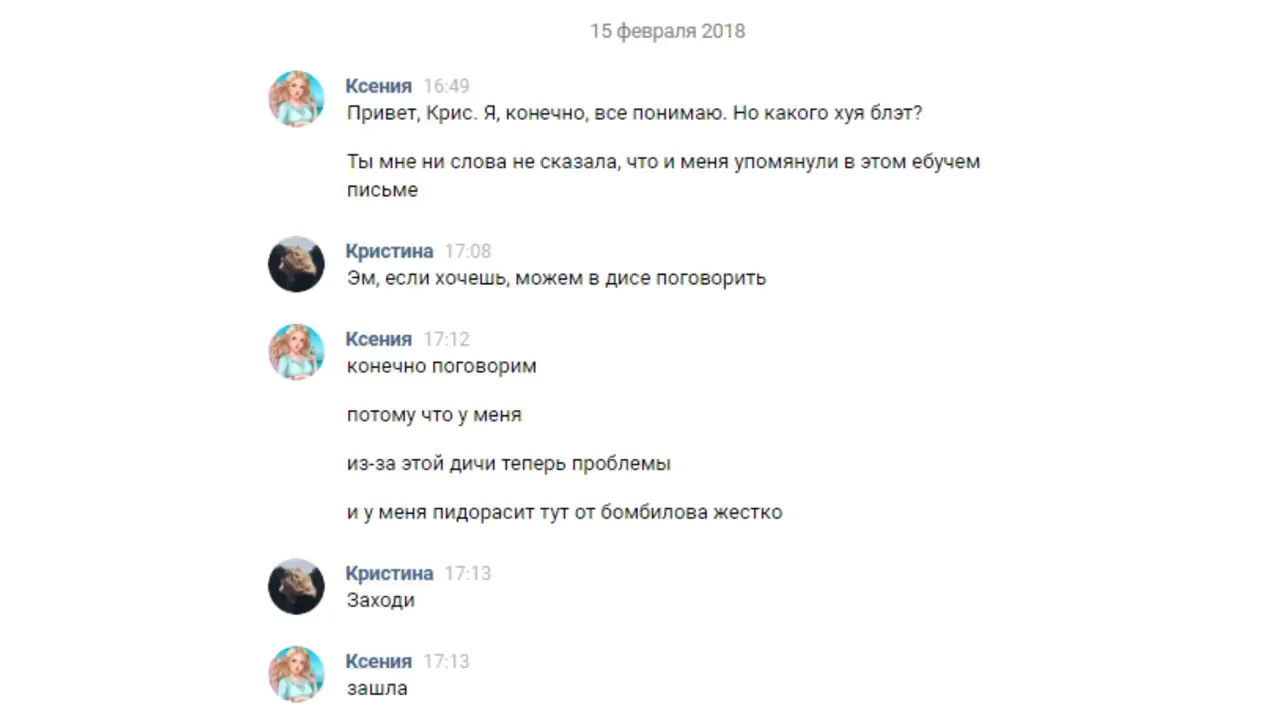 15 февраля 2018
Ксения 16:49
Привет, Крис. Я, конечно, все понимаю. Но какого хуя блэт?
Ты мне ни слова не сказала, что и меня упомянули в этом ебучем
письме
Кристина 17:08
Эм, если хочешь, можем в дисе поговорить
Ксения 17:12
конечно поговорим
потому что у меня
из-за этой дичи теперь проблемы
и у меня пидорасит тут от бомбилова жестко
Кристина 17:13
Заходи
Ксения 17:13
зашла